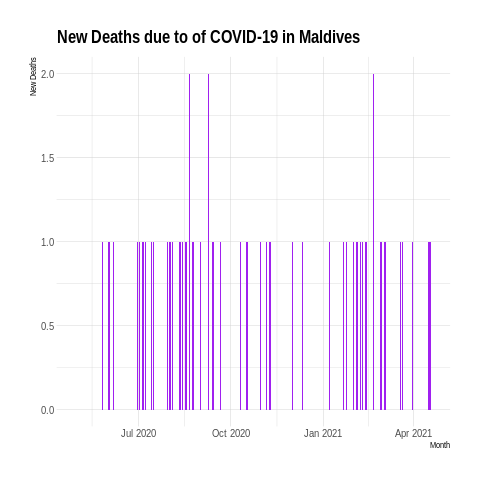 New Deaths due to of COVID-19 in Maldives
New Deaths
2.0
1.5
1.0
0.5
0.0
Jul 2020 Oct 2020 Jan 2021 Apr 2021
Month